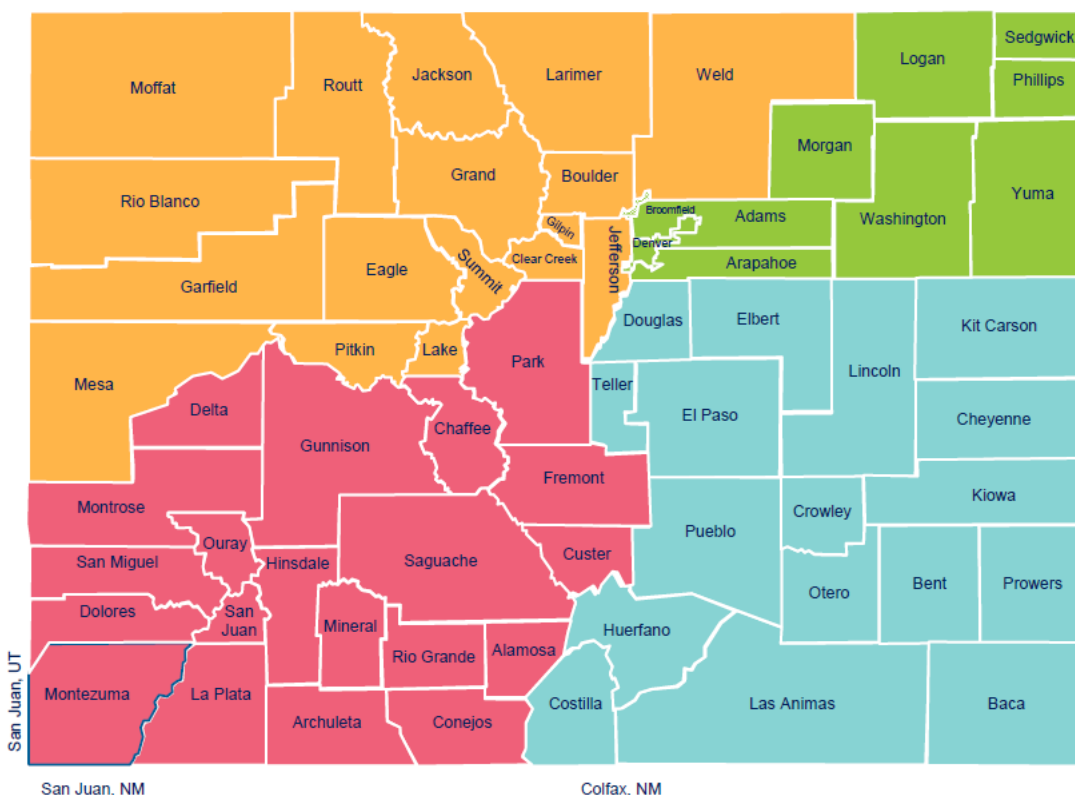 Sedgwick
Logan
Jackson
Larimer
Weld
Phillips
Moffat
Routt
Morgan
Grand
Boulder
Yuma
Rio Blanco
Broomfield
Adams
Washington
Gilpin
Denver
Jefferson
Clear Creek
Arapahoe
Eagle
Summit
Garfield
Douglas
Elbert
Kit Carson
Pitkin
Lake
Park
Lincoln
Mesa
Teller
Delta
El Paso
Cheyenne
Chaffee
Gunnison
Fremont
Kiowa
Montrose
Crowley
Pueblo
Ouray
San Miguel
Hinsdale
Saguache
Custer
Bent
Prowers
Otero
Dolores
San
Juan
Mineral
Huerfano
Rio Grande
Alamosa
San Juan, UT
Montezuma
La Plata
Costilla
Las Animas
Baca
Archuleta
Conejos
San Juan, NM
Colfax, NM